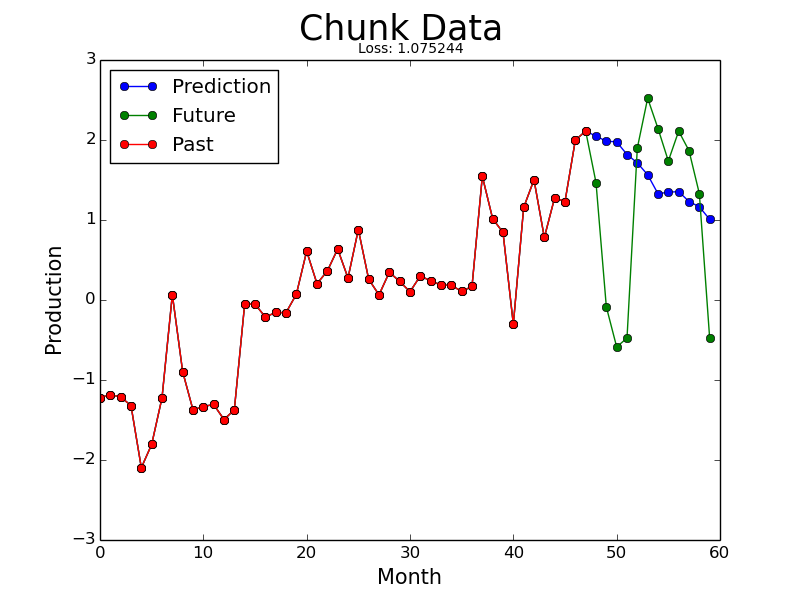 Chunk Data
Loss: 1.075244
Prediction
Future
Past
3
2
1
0
−1
−2
−3
Production
0 10 20 30 40 50 60
Month